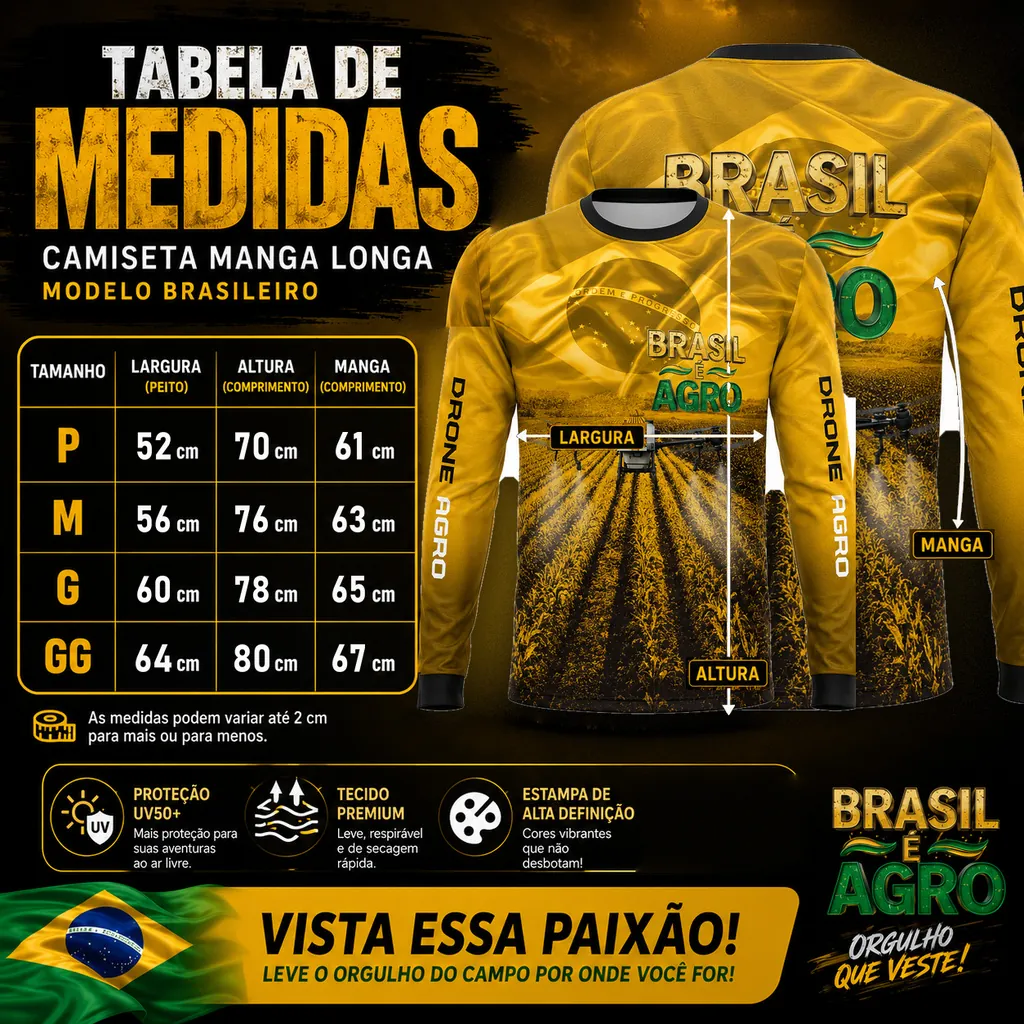 TABELA DE
MEDIDAS
CAMISETA MANGA LONGA
MODELO BRASILEIRO
TAMANHO LARGURA (PEITO) ALTURA (COMPRIMENTO) MANGA (COMPRIMENTO)
P 52 cm 70 cm 61 cm
M 56 cm 76 cm 63 cm
G 60 cm 78 cm 65 cm
GG 64 cm 80 cm 67 cm
As medidas podem variar até 2 cm
para mais ou para menos.
BRASIL
É
ORDEM E PROGRESSO
BRASIL
É
AGRO
DRONE AGRO
DRONE AGRO
LARGURA
ALTURA
MANGA
PROTEÇÃO
UV50+
Mais proteção para
suas aventuras
ao ar livre.
UV
TECIDO
PREMIUM
Leve, respirável
e de secagem
rápida.
ESTAMPA DE
ALTA DEFINIÇÃO
Cores vibrantes
que não
desbotam!
VISTA ESSA PAIXÃO!
LEVE O ORGULHO DO CAMPO POR ONDE VOCÊ FOR!
BRASIL
É
AGRO
ORGULHO
QUE VESTE!